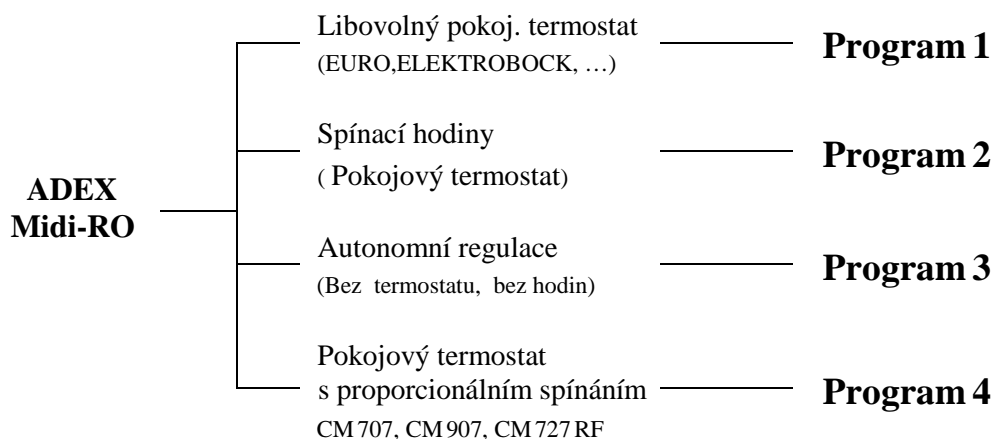 Libovolný pokoj. termostat
(EURO,ELEKTROBOCK, …)
Program 1
Spínací hodiny
( Pokojový termostat)
Program 2
ADEX
Midi-RO
Autonomní regulace
(Bez termostatu, bez hodin)
Program 3
Pokojový termostat
s proporcionálním spínáním
CM 707, CM 907, CM 727 RF
Program 4